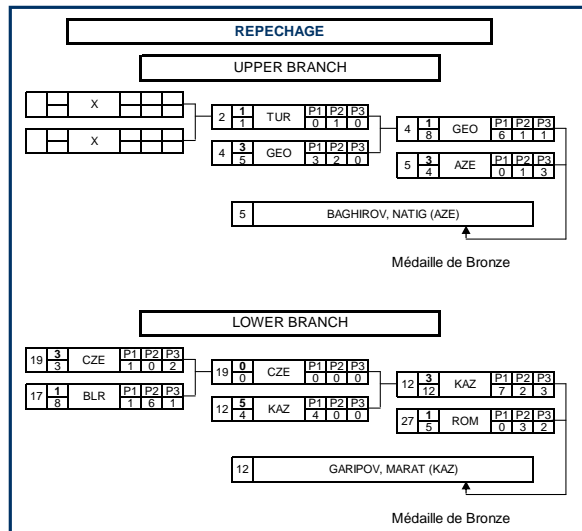 REPECHAGE
UPPER BRANCH
X
X
2 1 1 TUR P1 P2 P3 0 1 0
4 3 5 GEO P1 P2 P3 3 2 0
4 1 8 GEO P1 P2 P3 6 1 1
5 3 4 AZE P1 P2 P3 0 1 3
5 BAGHIROV, NATIG (AZE)
Médaille de Bronze
LOWER BRANCH
19 3 3 CZE P1 P2 P3 1 0 2
17 1 8 BLR P1 P2 P3 1 6 1
19 0 0 CZE P1 P2 P3 0 0 0
12 5 4 KAZ P1 P2 P3 4 0 0
12 3 12 KAZ P1 P2 P3 7 2 3
27 1 5 ROM P1 P2 P3 0 3 2
12 GARIPOV, MARAT (KAZ)
Médaille de Bronze